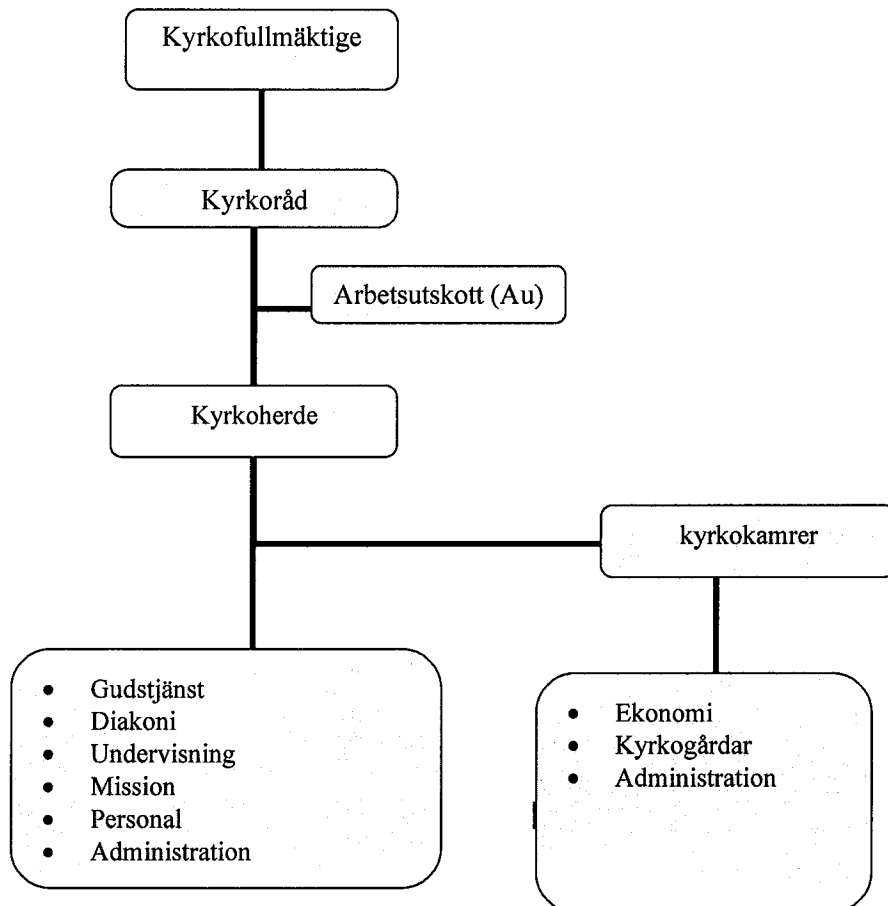 Kyrkofullmäktige
Kyrkoråd
Arbetsutskott (Au)
Kyrkoherde
kyrkokamrer
• Gudstjänst
• Diakoni
• Undervisning
• Mission
• Personal
• Administration
• Ekonomi
• Kyrkogårdar
• Administration